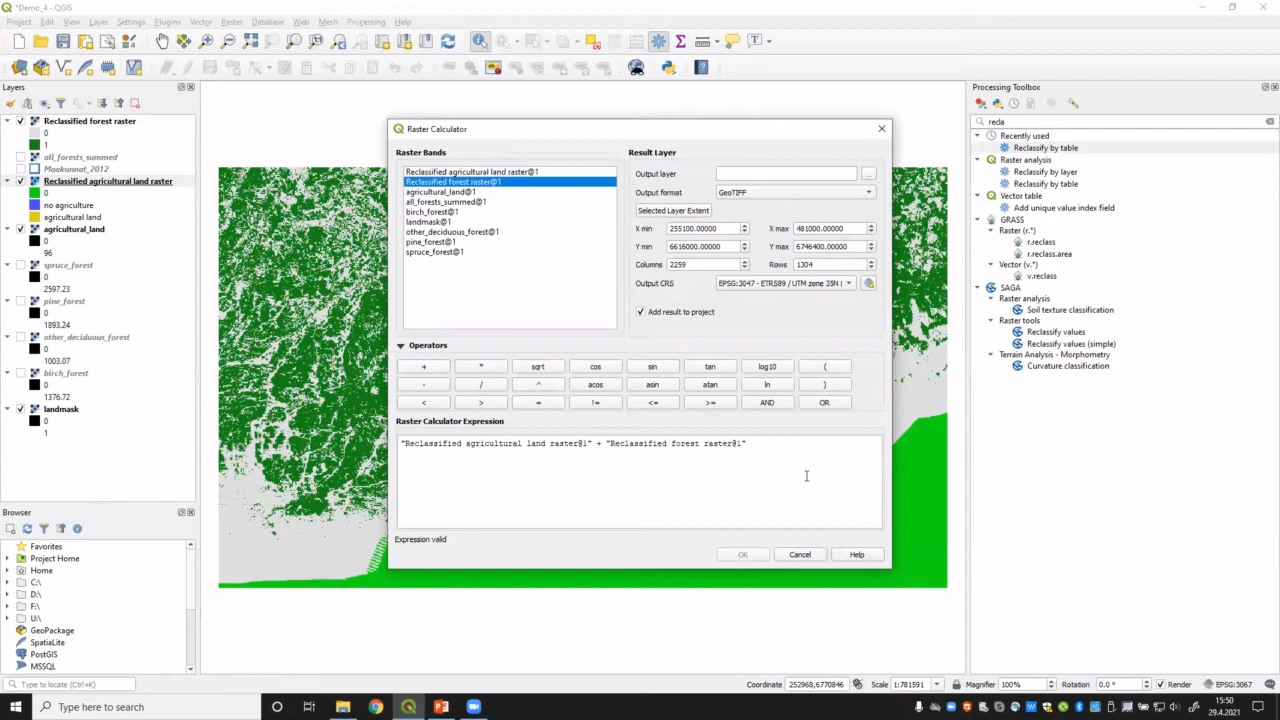 *Demo_4 - QGIS
Project Edit View Layer Settings Plugins Vector Raster Database Web Mesh Processing Help
Layers
Reclassified forest raster
0
1
all_forests_summed
Maakunnat_2012
Reclassified agricultural land raster
0
no agriculture
agricultural land
agricultural_land
0
96
spruce_forest
0
2597.23
pine_forest
0
1893.24
other_deciduous_forest
0
1003.07
birch_forest
0
1376.72
landmask
0
1
Browser
Favorites
Project Home
Home
C:\
D:\
F:\
U:\
GeoPackage
SpatiaLite
PostGIS
MSSQL
Raster Calculator
Raster Bands
Reclassified agricultural land raster@1
Reclassified forest raster@1
agricultural_land@1
all_forests_summed@1
birch_forest@1
landmask@1
other_deciduous_forest@1
pine_forest@1
spruce_forest@1
Result Layer
Output layer
...
Output format GeoTIFF
Selected Layer Extent
X min 255100.00000 X max 481000.00000
Y min 6616000.00000 Y max 6746400.00000
Columns 2259 Rows 1304
Output CRS EPSG:3047 - ETRS89 / UTM zone 35N (
Add result to project
Operators
+ * sqrt cos sin tan log10 (
- / ^ acos asin atan ln )
< > = != <= >= AND OR
Raster Calculator Expression
"Reclassified agricultural land raster@1" + "Reclassified forest raster@1"
Expression valid
OK Cancel Help
Processing Toolbox
recla
Recently used
Reclassify by table
Raster analysis
Reclassify by layer
Reclassify by table
Vector table
Add unique value index field
GRASS
Raster (r.*)
r.reclass
r.reclass.area
Vector (v.*)
v.reclass
SAGA
Raster analysis
Soil texture classification
Raster tools
Reclassify values
Reclassify values (simple)
Terrain Analysis - Morphometry
Curvature classification
Type to locate (Ctrl+K)
Coordinate 252968,6770846 Scale 1:781591 Magnifier 100% Rotation 0.0 ° Render EPSG:3067
Type here to search
15:50
29.4.2021